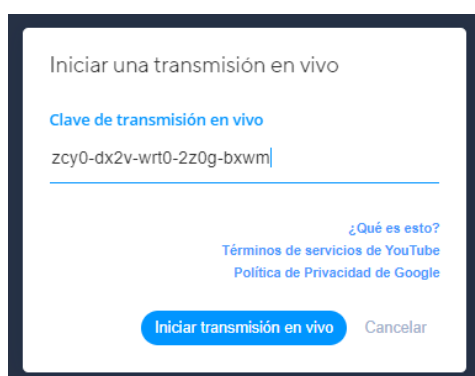 Iniciar una transmisión en vivo
Clave de transmisión en vivo
zcy0-dx2v-wrt0-2z0g-bxwm
¿Qué es esto?
Términos de servicios de YouTube
Política de Privacidad de Google
Iniciar transmisión en vivo Cancelar